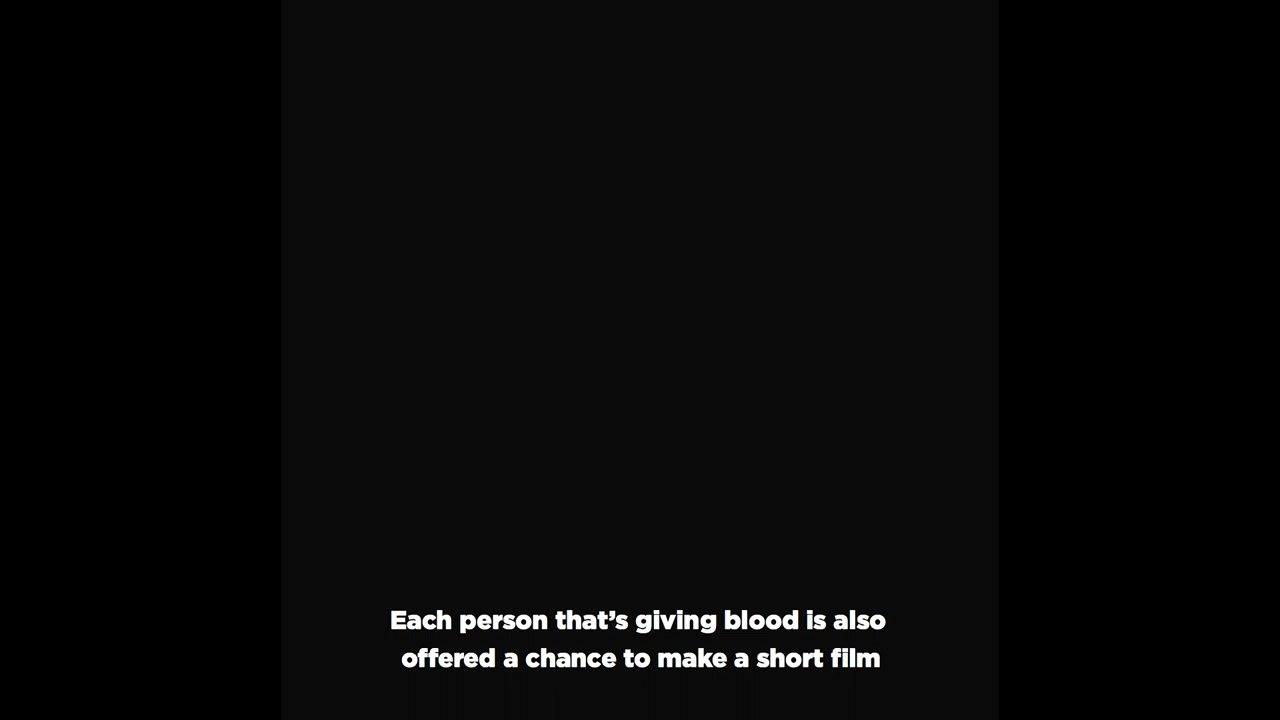 Each person that’s giving blood is also
offered a chance to make a short film